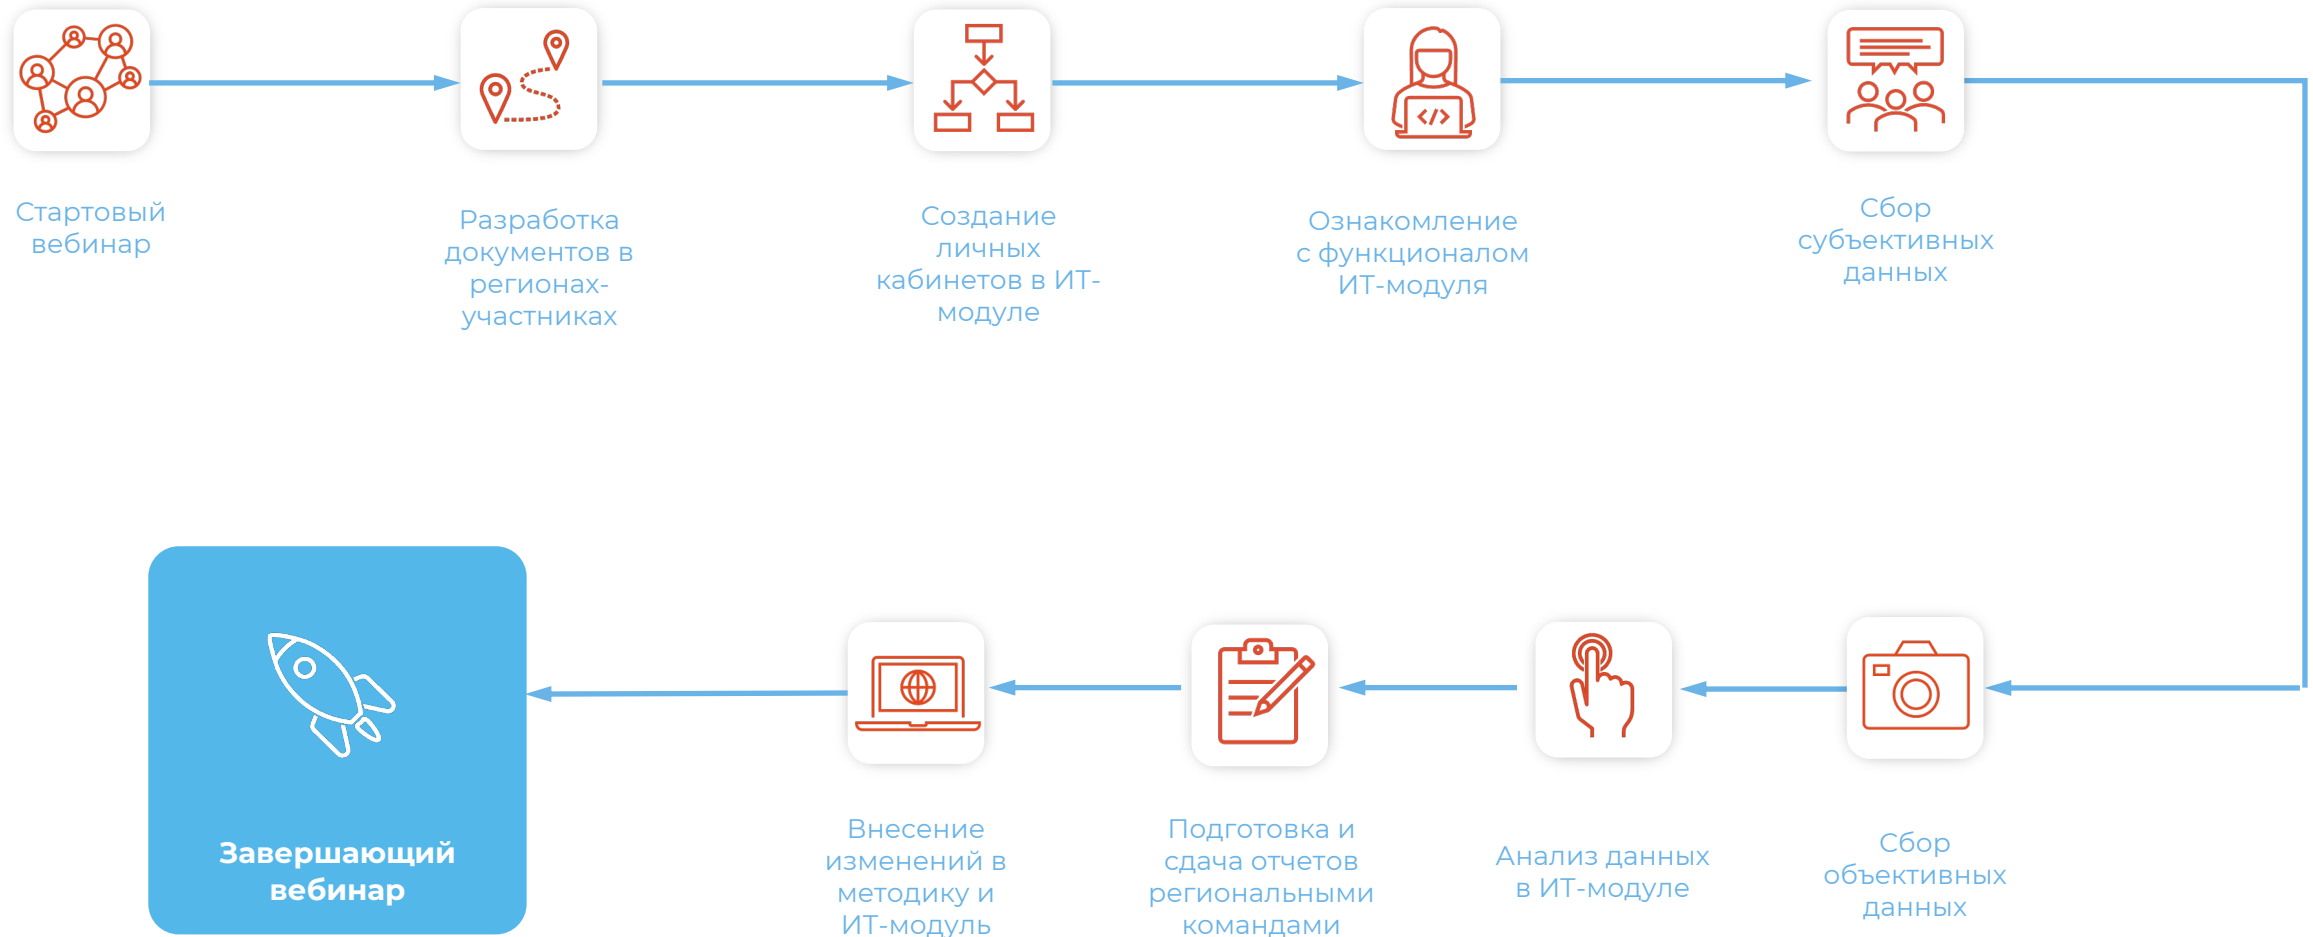 Стартовый
вебинар
Разработка
документов в
регионах-
участниках
Создание
личных
кабинетов в ИТ-
модуле
Ознакомление
с функционалом
ИТ-модуля
Сбор
субъективных
данных
Сбор
объективных
данных
Анализ данных
в ИТ-модуле
Подготовка и
сдача отчетов
региональными
командами
Внесение
изменений в
методику и
ИТ-модуль
Завершающий
вебинар